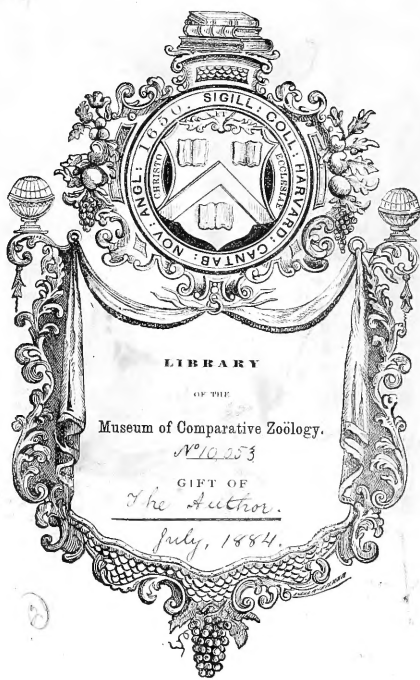 SIGILL: COLL: HARVARD: CANTAB: NOV: ANGL: 1650.
CHRISTO
ECCLESIAE
LIBRARY
OF THE
Museum of Comparative Zoölogy.
No 10,053
GIFT OF
The Author.
July, 1884.